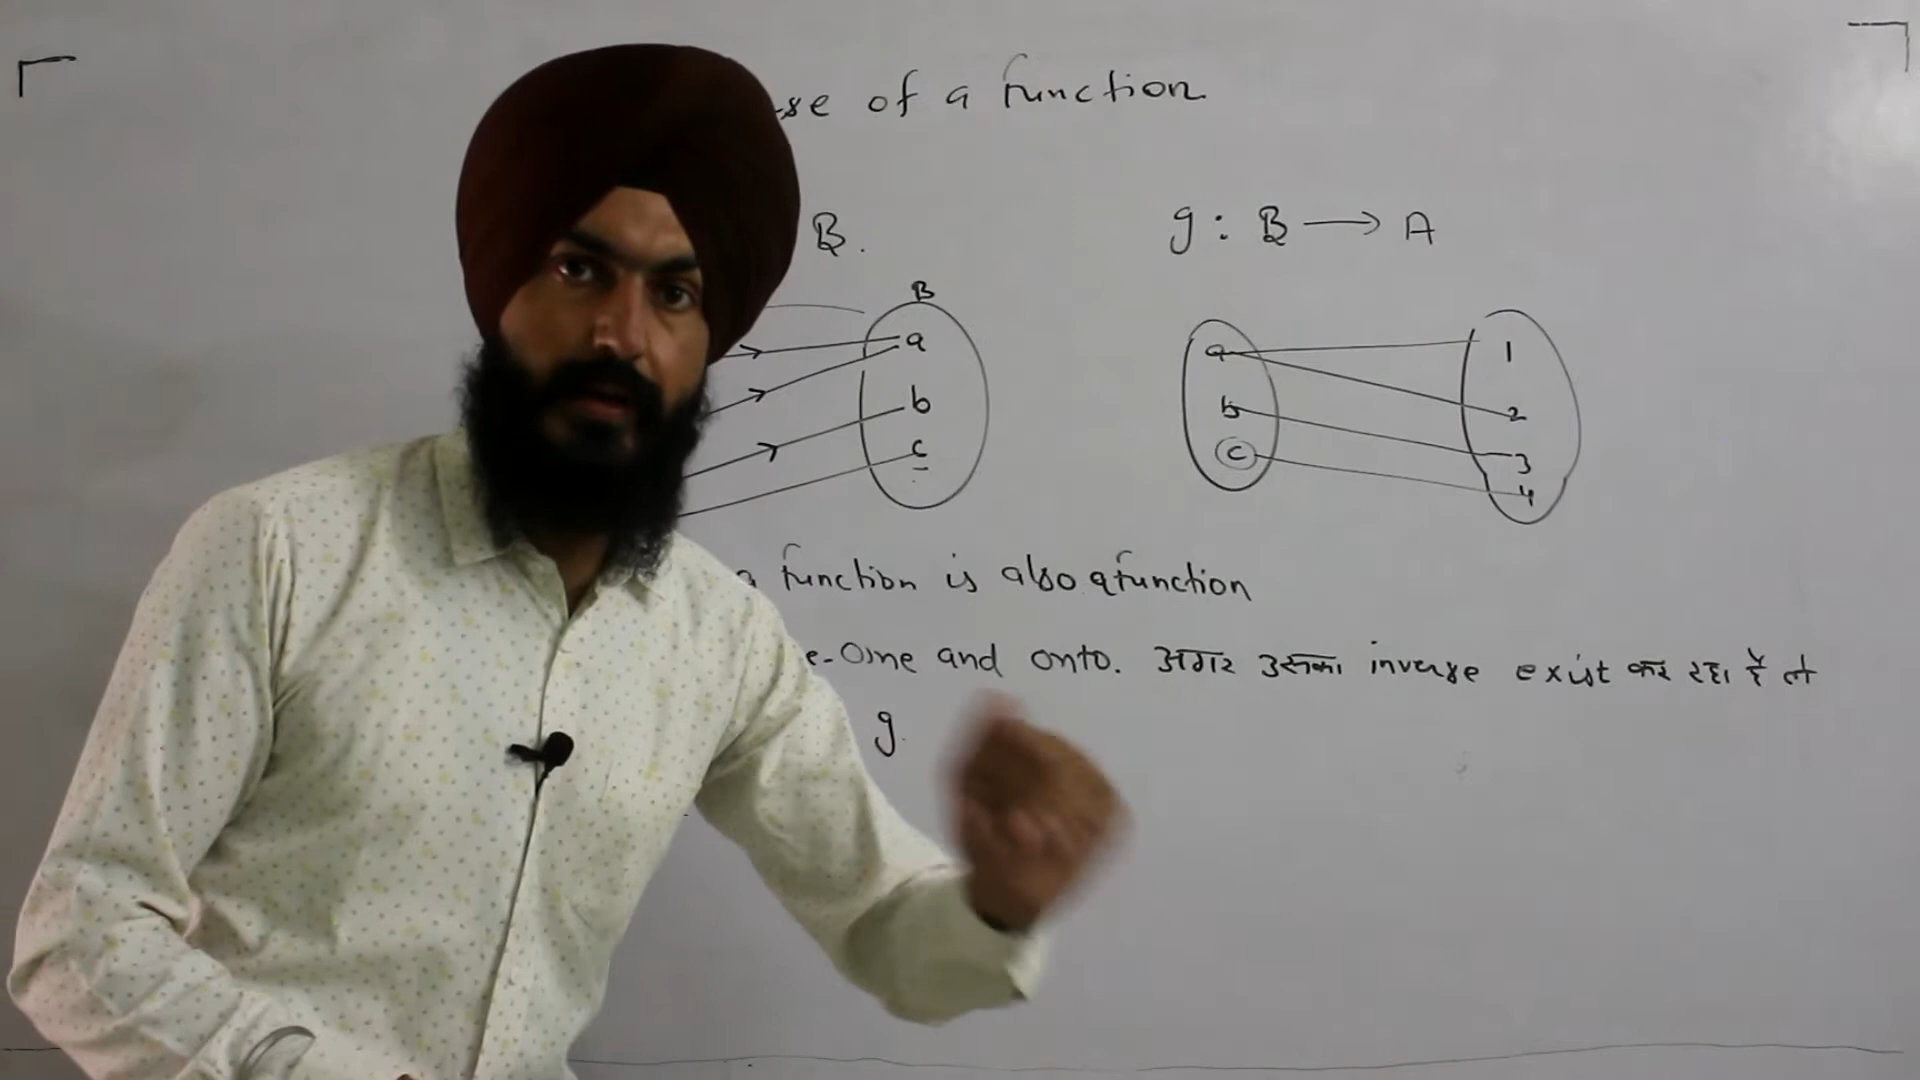 se of a function
B.
g : B → A
B
a
b
c
a
b
c
1
2
3
4
a function is also a function
e-One and onto. अगर उसका inverse exist कर रहा है तो
g